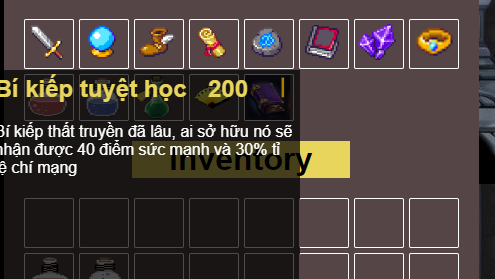 Bí kiếp tuyệt học 200
Bí kiếp thất truyền đã lâu, ai sở hữu nó sẽ
nhận được 40 điểm sức mạnh và 30% tỉ
lệ chí mạng
Inventory